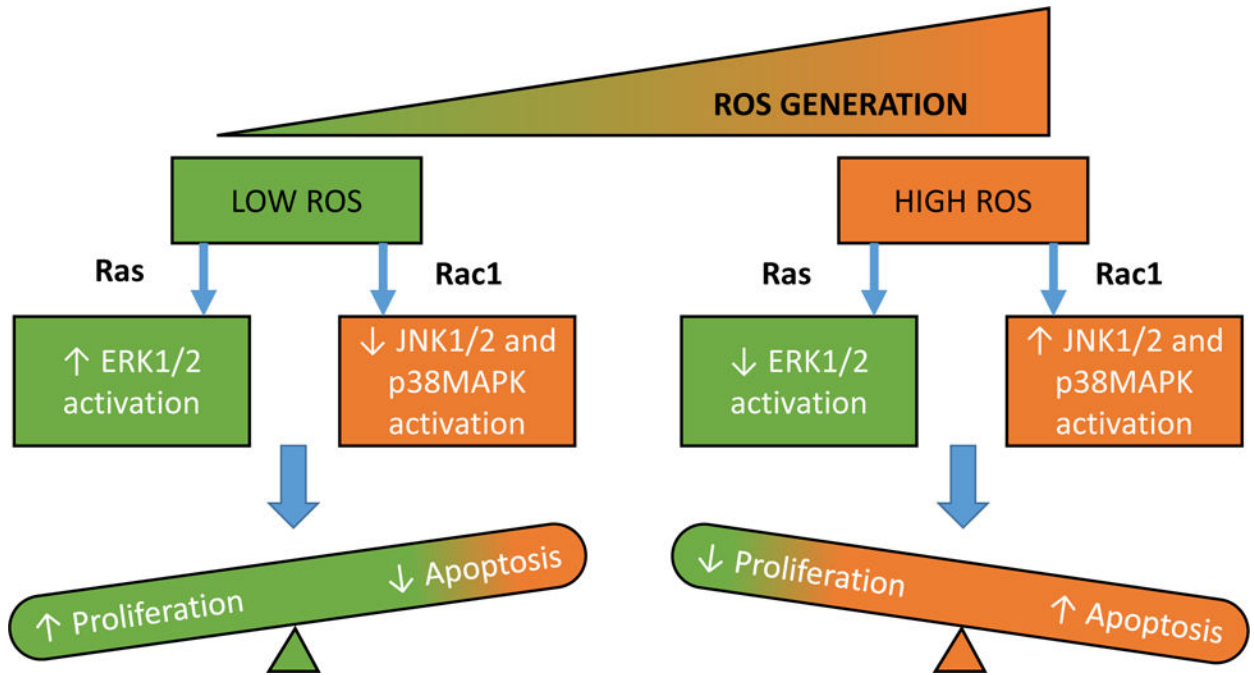 ROS GENERATION
LOW ROS
HIGH ROS
Ras
Rac1
Ras
Rac1
↑ ERK1/2
activation
↓ JNK1/2 and
p38MAPK
activation
↓ ERK1/2
activation
↑ JNK1/2 and
p38MAPK
activation
↑ Proliferation
↓ Apoptosis
↓ Proliferation
↑ Apoptosis